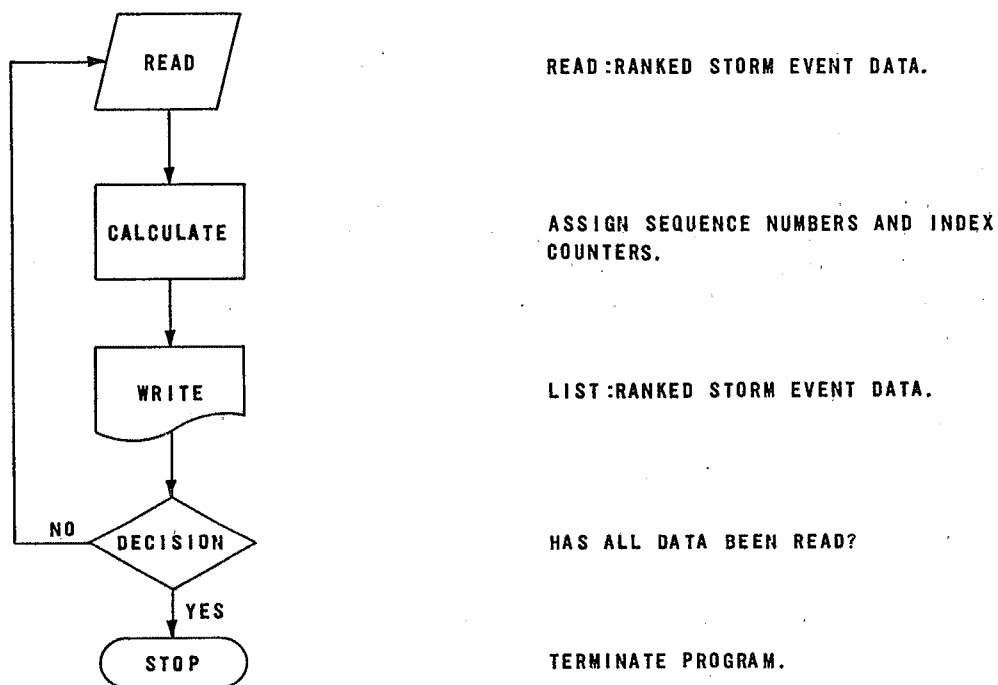 READ
READ:RANKED STORM EVENT DATA.
CALCULATE
ASSIGN SEQUENCE NUMBERS AND INDEX
COUNTERS.
WRITE
LIST:RANKED STORM EVENT DATA.
NO
DECISION
HAS ALL DATA BEEN READ?
YES
STOP
TERMINATE PROGRAM.